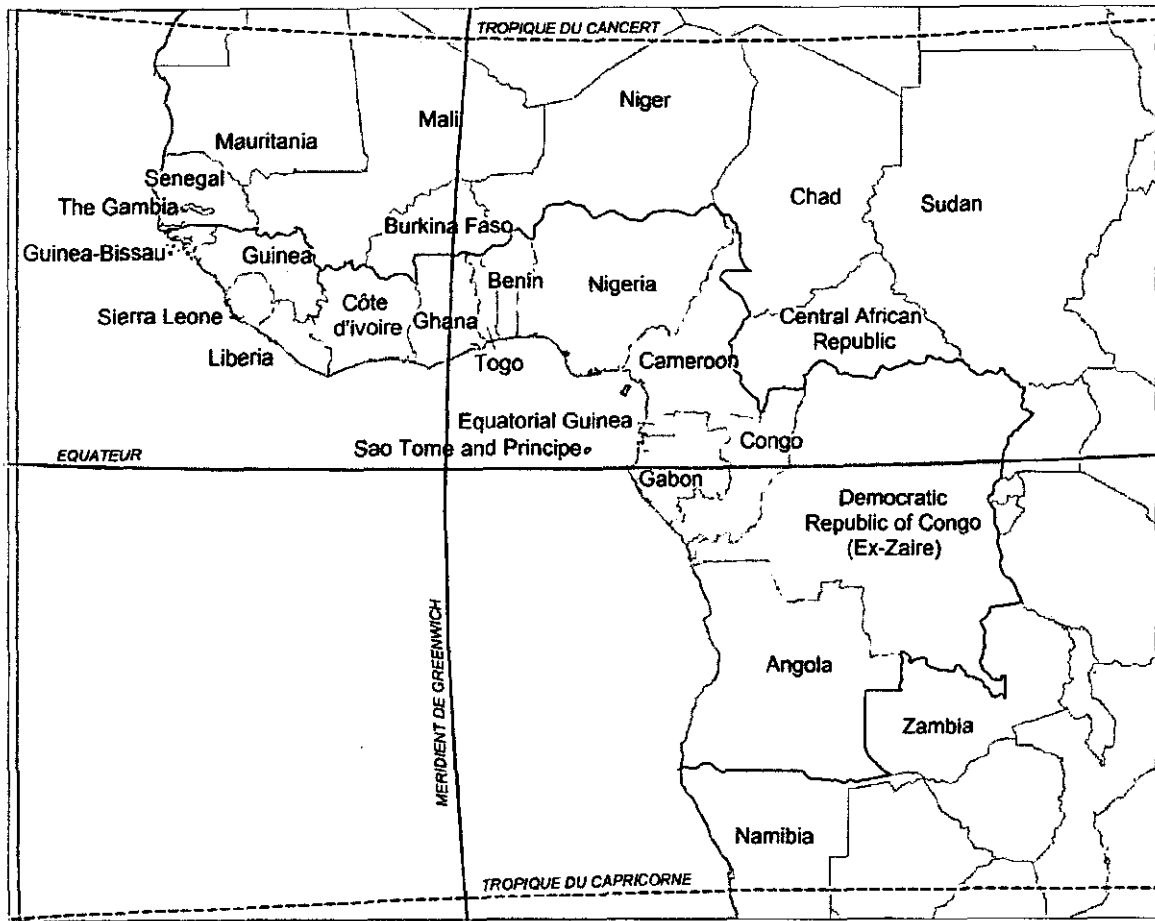 TROPIQUE DU CANCERT
Niger
Mali
Mauritania
Senegal
Chad
Sudan
The Gambia
Burkina Faso
Guinea-Bissau
Guinea
Benin
Nigeria
Côte
d'ivoire
Ghana
Central African
Republic
Sierra Leone
Liberia
Togo
Cameroon
Equatorial Guinea
Congo
Sao Tome and Principe
EQUATEUR
Gabon
Democratic
Republic of Congo
(Ex-Zaire)
MERIDIENT DE GREENWICH
Angola
Zambia
Namibia
TROPIQUE DU CAPRICORNE